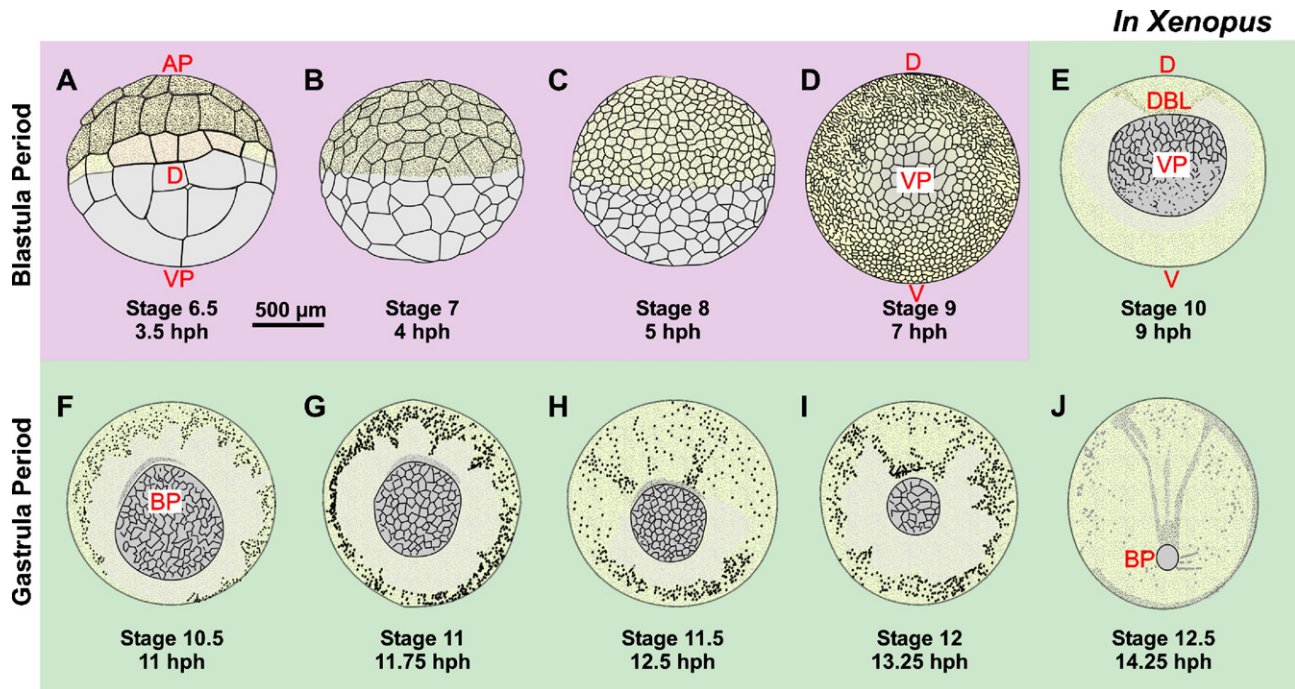 In Xenopus
Blastula Period
A
AP
D
VP
Stage 6.5
3.5 hph
500 µm
B
Stage 7
4 hph
C
Stage 8
5 hph
D
D
VP
V
Stage 9
7 hph
E
D
DBL
VP
V
Stage 10
9 hph
Gastrula Period
F
BP
Stage 10.5
11 hph
G
Stage 11
11.75 hph
H
Stage 11.5
12.5 hph
I
Stage 12
13.25 hph
J
BP
Stage 12.5
14.25 hph